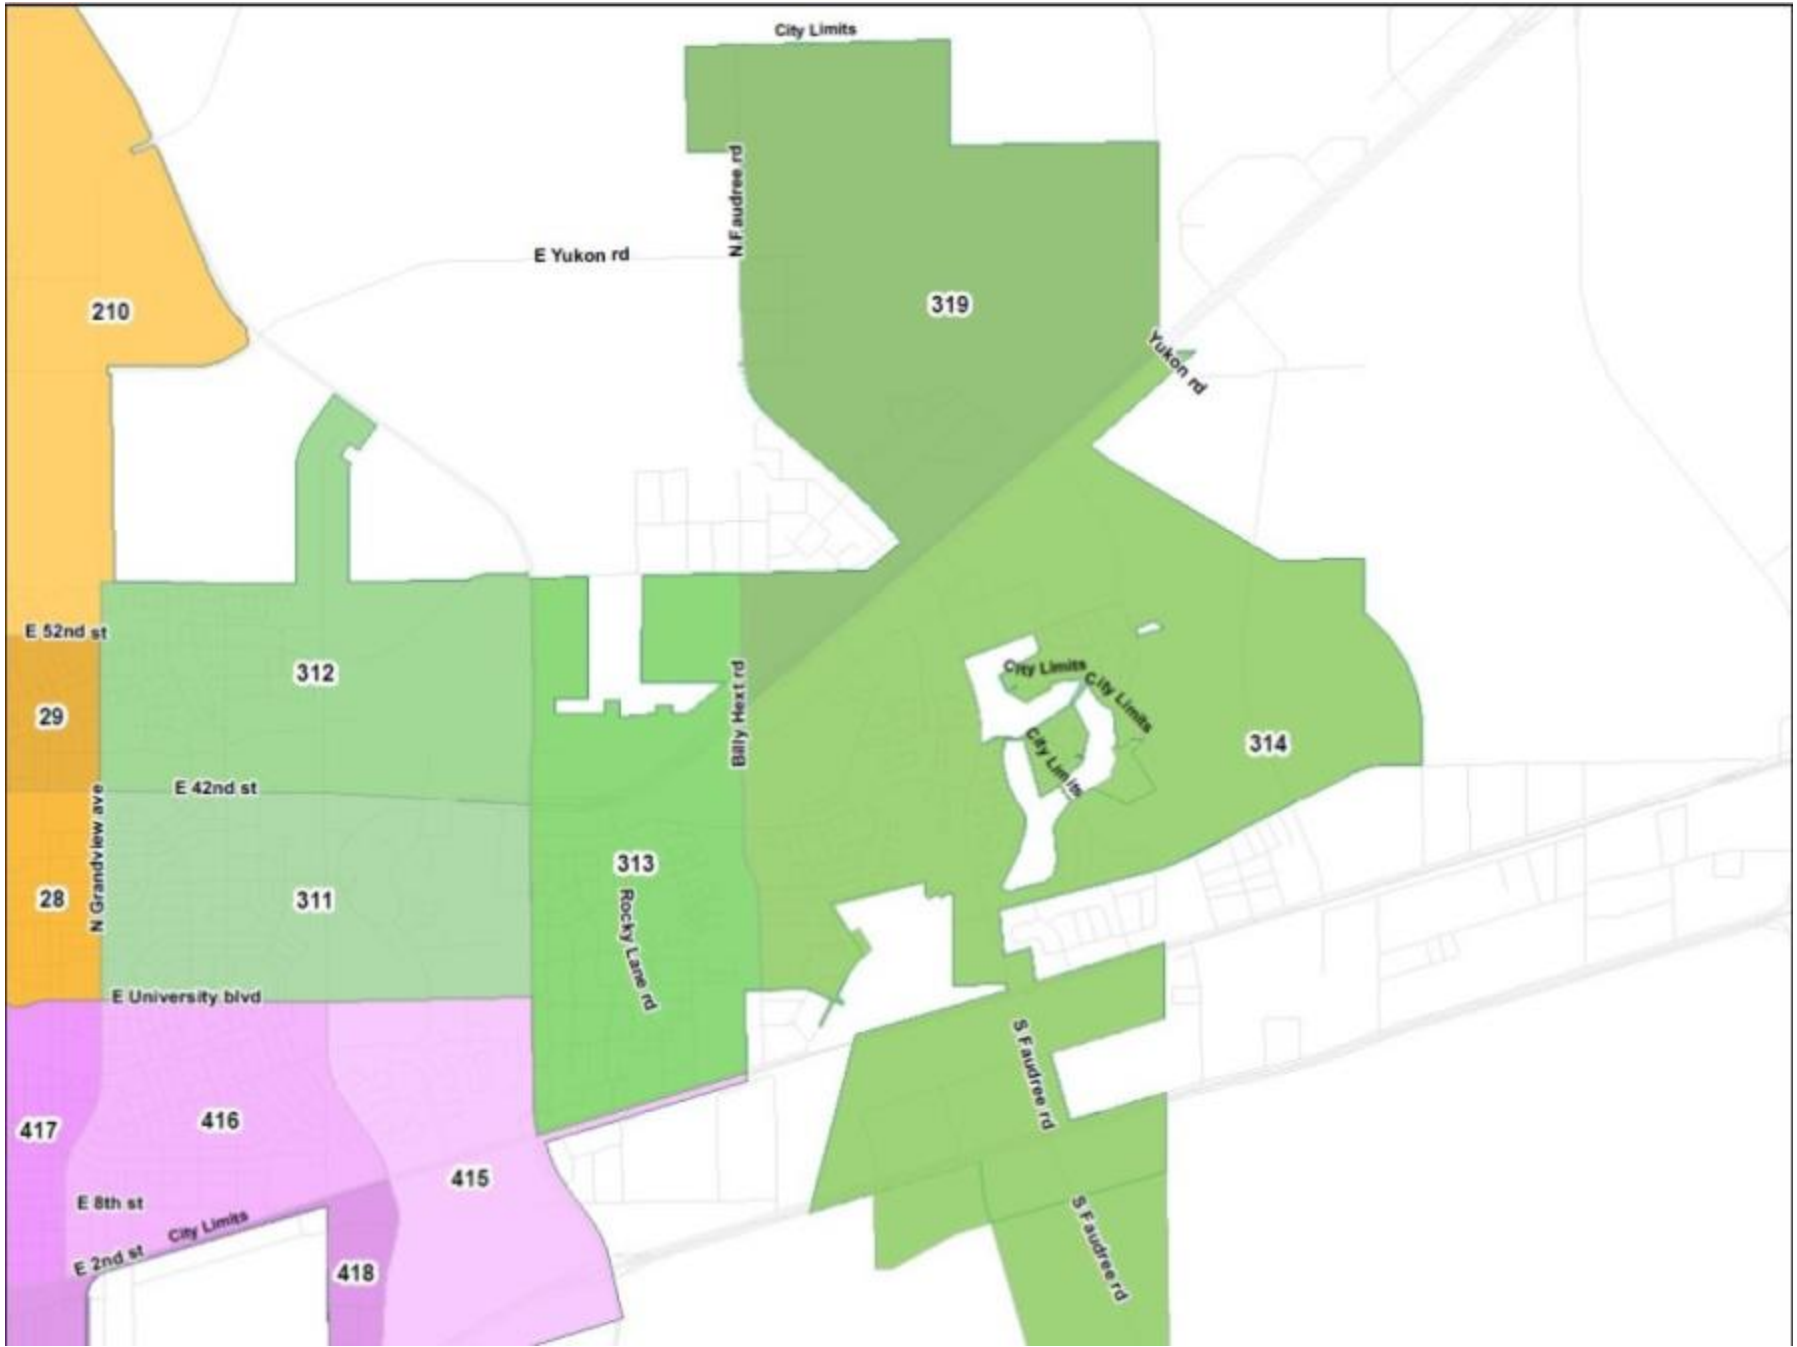 City Limits
N Faudree rd
E Yukon rd
210
319
Yukon rd
E 52nd st
312
City Limits
City Limits
29
Billy Hext rd
City Limits
314
E 42nd st
N Grandview ave
313
28
311
Rocky Lane rd
E University blvd
S Faudree rd
417
416
415
E 8th st
City Limits
S Faudree rd
E 2nd st
418